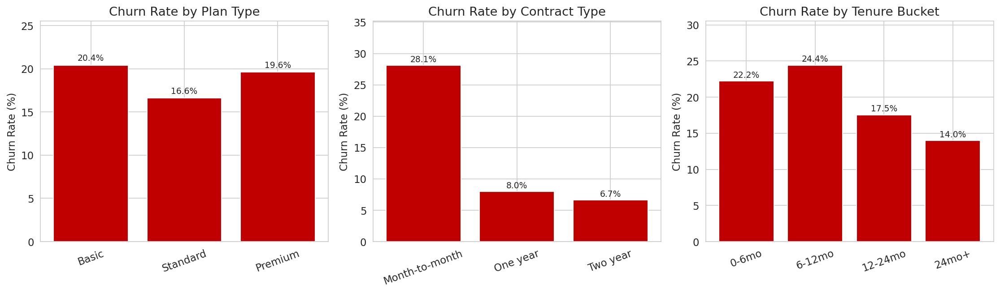 Churn Rate by Plan Type
Churn Rate (%)
25
20
15
10
5
0
20.4%
16.6%
19.6%
Basic
Standard
Premium
Churn Rate by Contract Type
Churn Rate (%)
35
30
25
20
15
10
5
0
28.1%
8.0%
6.7%
Month-to-month
One year
Two year
Churn Rate by Tenure Bucket
Churn Rate (%)
30
25
20
15
10
5
0
22.2%
24.4%
17.5%
14.0%
0-6mo
6-12mo
12-24mo
24mo+